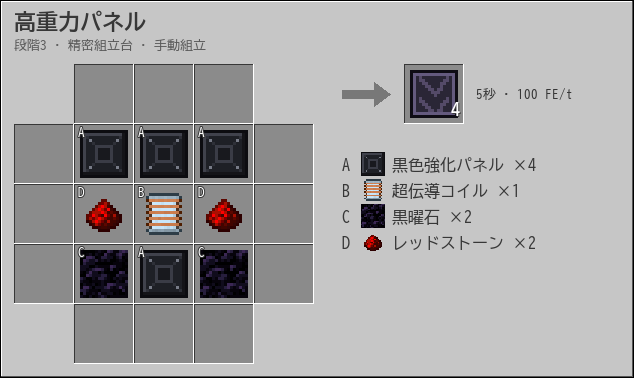 高重力パネル
段階3 · 精密組立台 · 手動組立
A A A
D B D
C A C
4
5秒 · 100 FE/t
A 黒色強化パネル ×4
B 超伝導コイル ×1
C 黒曜石 ×2
D レッドストーン ×2